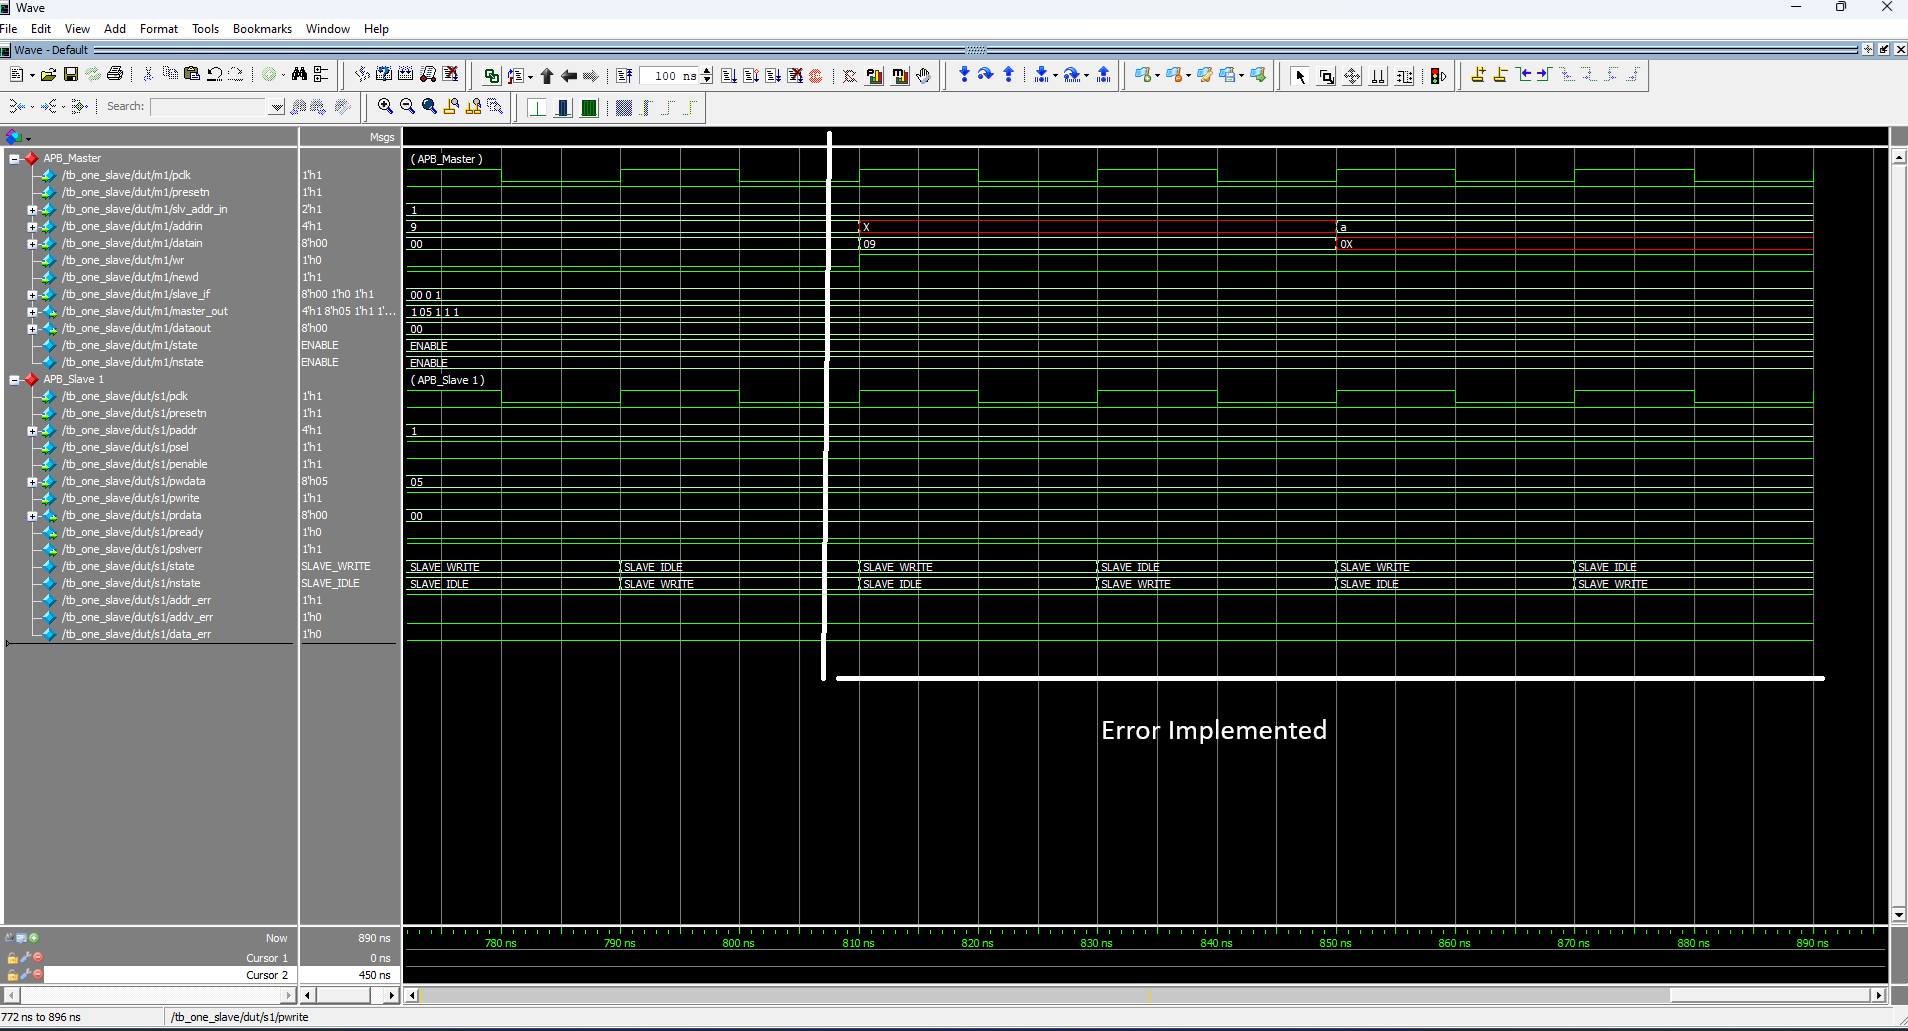 Wave
File Edit View Add Format Tools Bookmarks Window Help
Wave - Default
100 ns
Search:
Msgs
APB_Master
(APB_Master)
/tb_one_slave/dut/m1/pclk 1'h1
/tb_one_slave/dut/m1/presetn 1'h1
/tb_one_slave/dut/m1/slv_addr_in 2'h1 1
/tb_one_slave/dut/m1/addrin 4'h1 9 X a
/tb_one_slave/dut/m1/datain 8'h00 00 09 0X
/tb_one_slave/dut/m1/wr 1'h0
/tb_one_slave/dut/m1/newd 1'h1
/tb_one_slave/dut/m1/slave_if 8'h00 1'h0 1'h1 00 0 1
/tb_one_slave/dut/m1/master_out 4'h1 8'h05 1'h1 1'... 1 05 1 1 1
/tb_one_slave/dut/m1/dataout 8'h00 00
/tb_one_slave/dut/m1/state ENABLE ENABLE
/tb_one_slave/dut/m1/nstate ENABLE ENABLE
APB_Slave 1 (APB_Slave 1)
/tb_one_slave/dut/s1/pclk 1'h1
/tb_one_slave/dut/s1/presetn 1'h1
/tb_one_slave/dut/s1/paddr 4'h1 1
/tb_one_slave/dut/s1/psel 1'h1
/tb_one_slave/dut/s1/penable 1'h1
/tb_one_slave/dut/s1/pwdata 8'h05 05
/tb_one_slave/dut/s1/pwrite 1'h1
/tb_one_slave/dut/s1/prdata 8'h00 00
/tb_one_slave/dut/s1/pready 1'h0
/tb_one_slave/dut/s1/pslverr 1'h1
/tb_one_slave/dut/s1/state SLAVE_WRITE SLAVE_WRITE SLAVE_IDLE SLAVE_WRITE SLAVE_IDLE SLAVE_WRITE SLAVE_IDLE
/tb_one_slave/dut/s1/nstate SLAVE_IDLE SLAVE_IDLE SLAVE_WRITE SLAVE_IDLE SLAVE_WRITE SLAVE_IDLE SLAVE_WRITE
/tb_one_slave/dut/s1/addr_err 1'h1
/tb_one_slave/dut/s1/addv_err 1'h0
/tb_one_slave/dut/s1/data_err 1'h0
Error Implemented
Now 890 ns
780 ns 790 ns 800 ns 810 ns 820 ns 830 ns 840 ns 850 ns 860 ns 870 ns 880 ns 890 ns
Cursor 1 0 ns
Cursor 2 450 ns
772 ns to 896 ns /tb_one_slave/dut/s1/pwrite